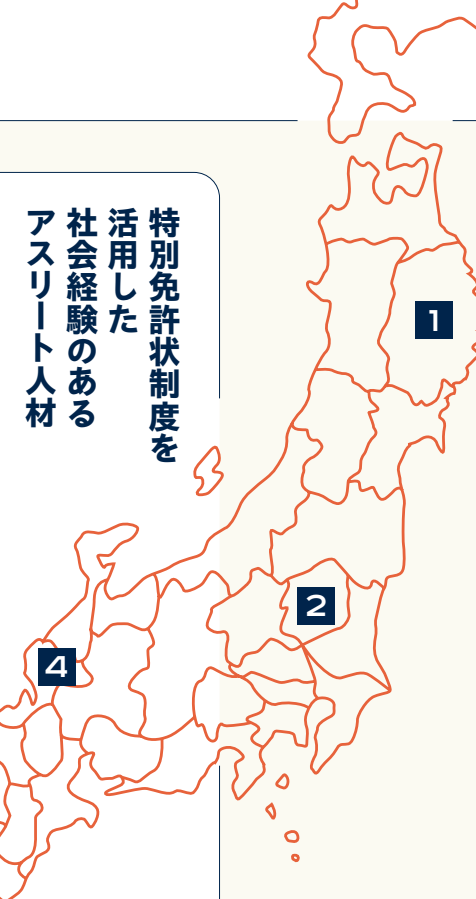 特別免許状制度を
活用した
社会経験のある
アスリート人材
1
2
4